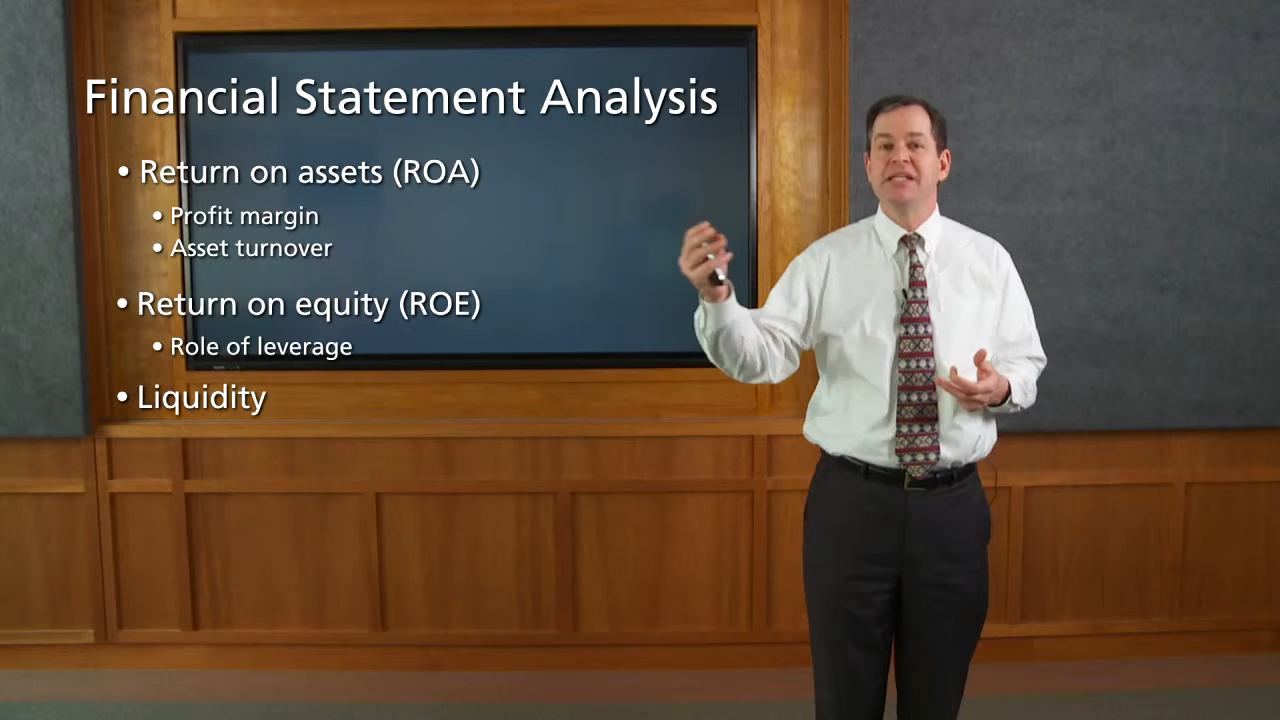 Financial Statement Analysis
• Return on assets (ROA)
• Profit margin
• Asset turnover
• Return on equity (ROE)
• Role of leverage
• Liquidity